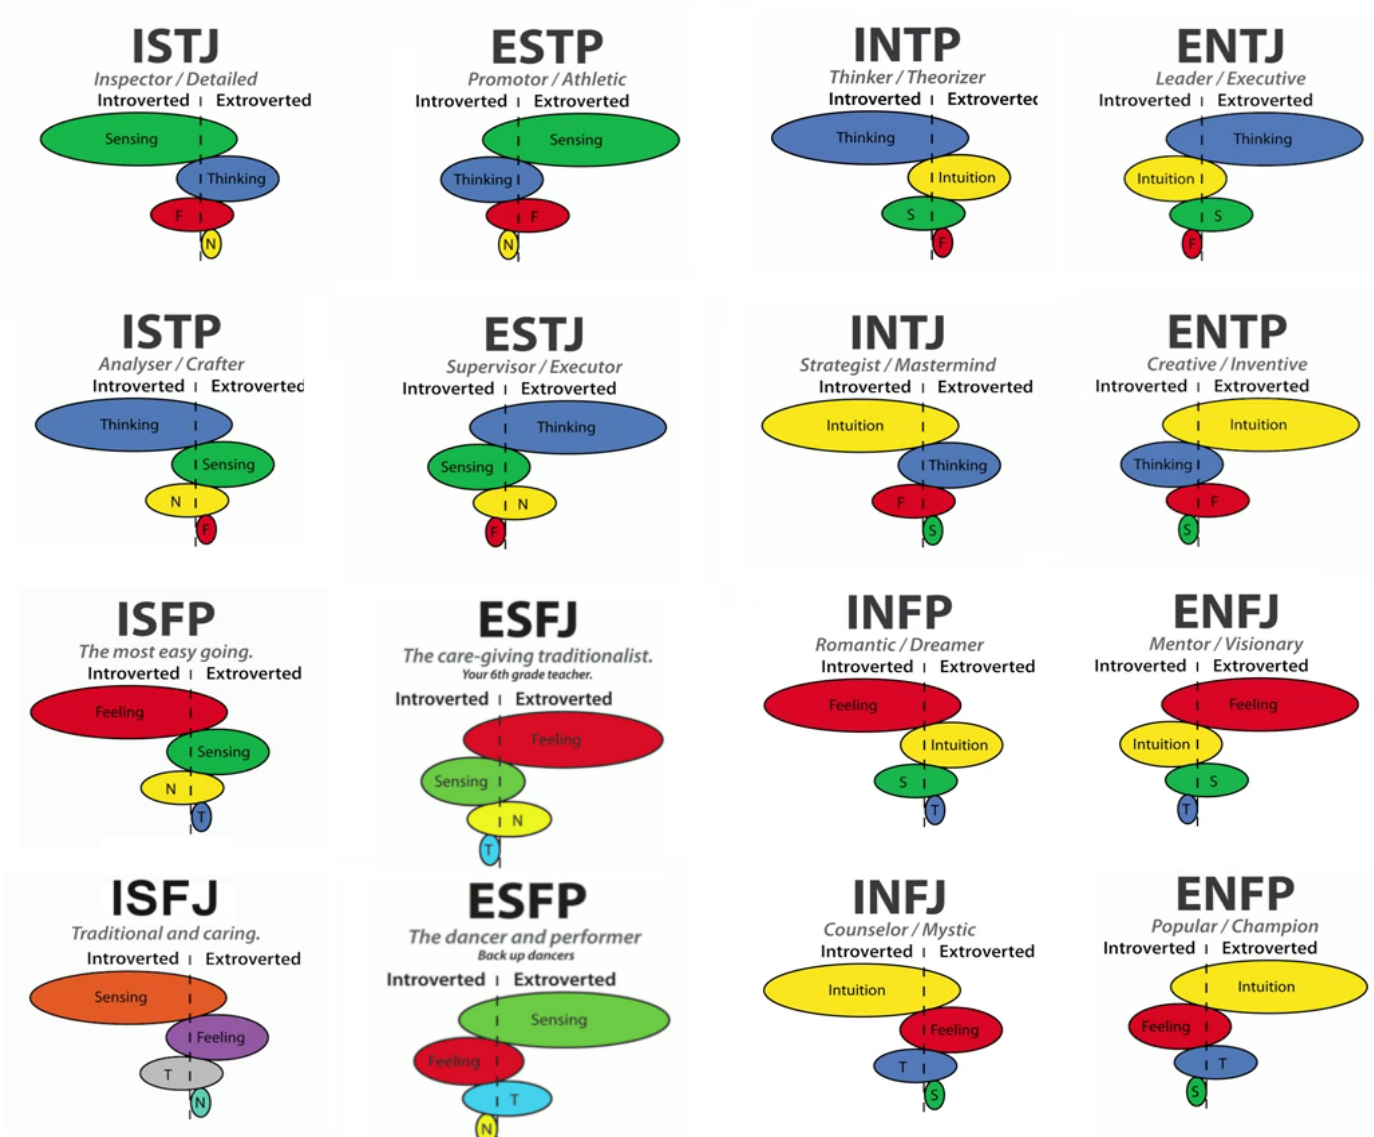 ISTJ
Inspector / Detailed
Introverted Extroverted
Sensing
Thinking
F
N
ESTP
Promotor / Athletic
Introverted Extroverted
Sensing
Thinking
F
N
INTP
Thinker / Theorizer
Introverted Extroverted
Thinking
Intuition
S
F
ENTJ
Leader / Executive
Introverted Extroverted
Thinking
Intuition
S
F
ISTP
Analyser / Crafter
Introverted Extroverted
Thinking
Sensing
N
F
ESTJ
Supervisor / Executor
Introverted Extroverted
Thinking
Sensing
N
F
INTJ
Strategist / Mastermind
Introverted Extroverted
Intuition
Thinking
F
S
ENTP
Creative / Inventive
Introverted Extroverted
Intuition
Thinking
F
S
ISFP
The most easy going.
Introverted Extroverted
Feeling
Sensing
N
T
ESFJ
The care-giving traditionalist.
Your 6th grade teacher.
Introverted Extroverted
Feeling
Sensing
N
T
INFP
Romantic / Dreamer
Introverted Extroverted
Feeling
Intuition
S
T
ENFJ
Mentor / Visionary
Introverted Extroverted
Feeling
Intuition
S
T
ISFJ
Traditional and caring.
Introverted Extroverted
Sensing
Feeling
T
N
ESFP
The dancer and performer
Back up dancers
Introverted Extroverted
Sensing
Feeling
T
N
INFJ
Counselor / Mystic
Introverted Extroverted
Intuition
Feeling
T
S
ENFP
Popular / Champion
Introverted Extroverted
Intuition
Feeling
T
S